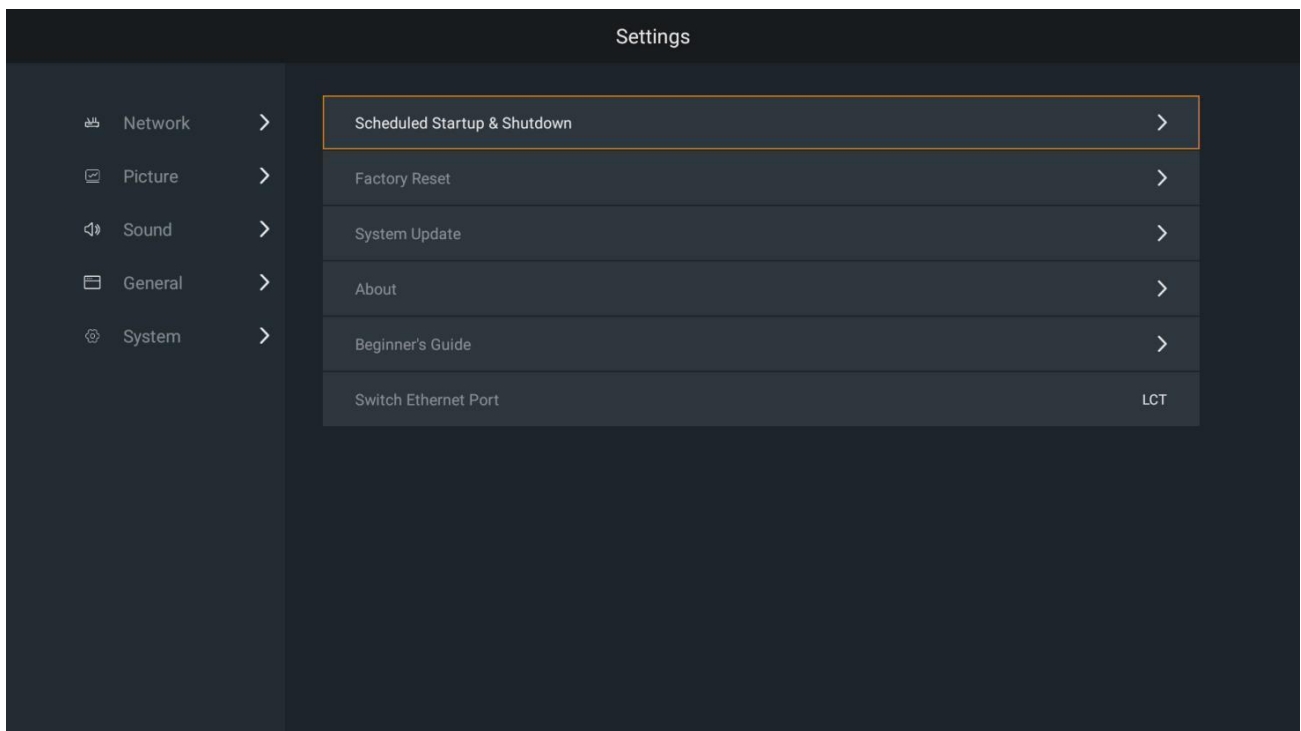 Settings
Network
Picture
Sound
General
System
Scheduled Startup & Shutdown
Factory Reset
System Update
About
Beginner's Guide
Switch Ethernet Port LCT